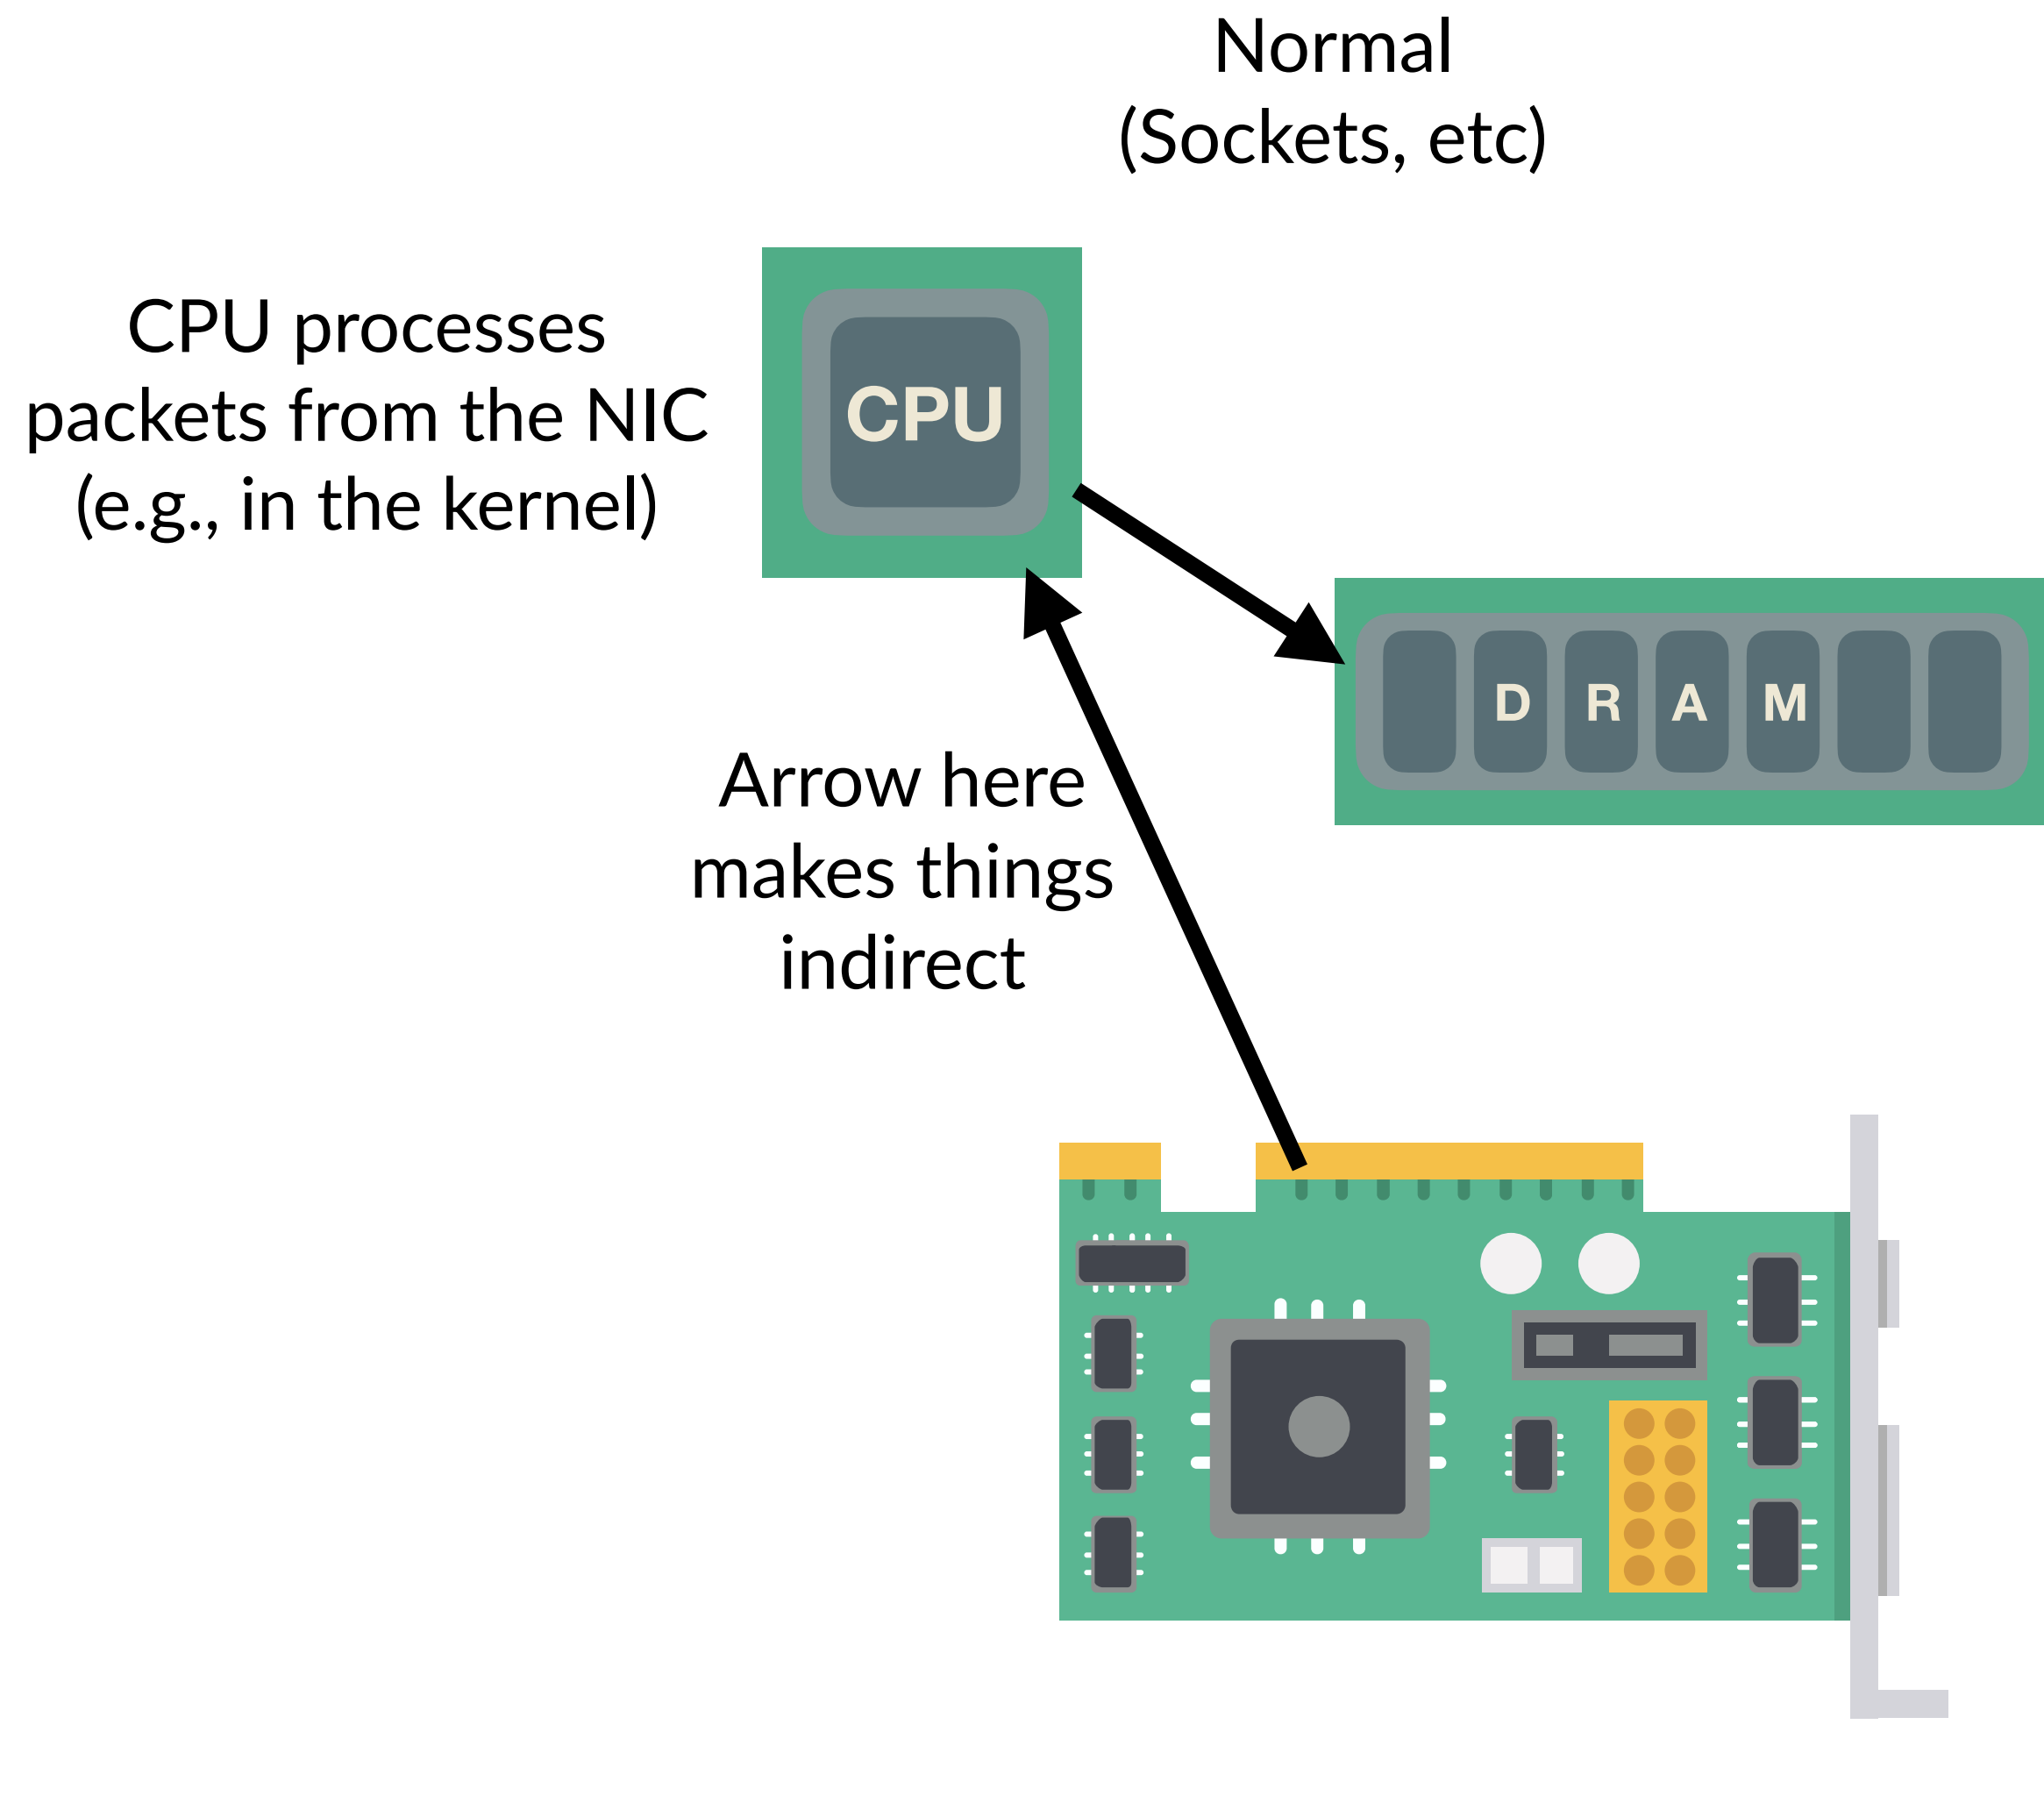 Normal
(Sockets, etc)
CPU processes
packets from the NIC
(e.g., in the kernel)
CPU
D R A M
Arrow here
makes things
indirect